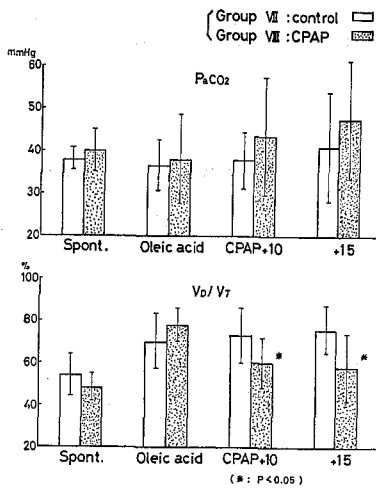 Group VII : control
Group VIII : CPAP
mmHg
PaCO2
60
50
40
30
20
Spont.
Oleic acid
CPAP+10
+15
%
VD/VT
100
80
60
40
20
*
*
Spont.
Oleic acid
CPAP+10
+15
(*: P<0.05)